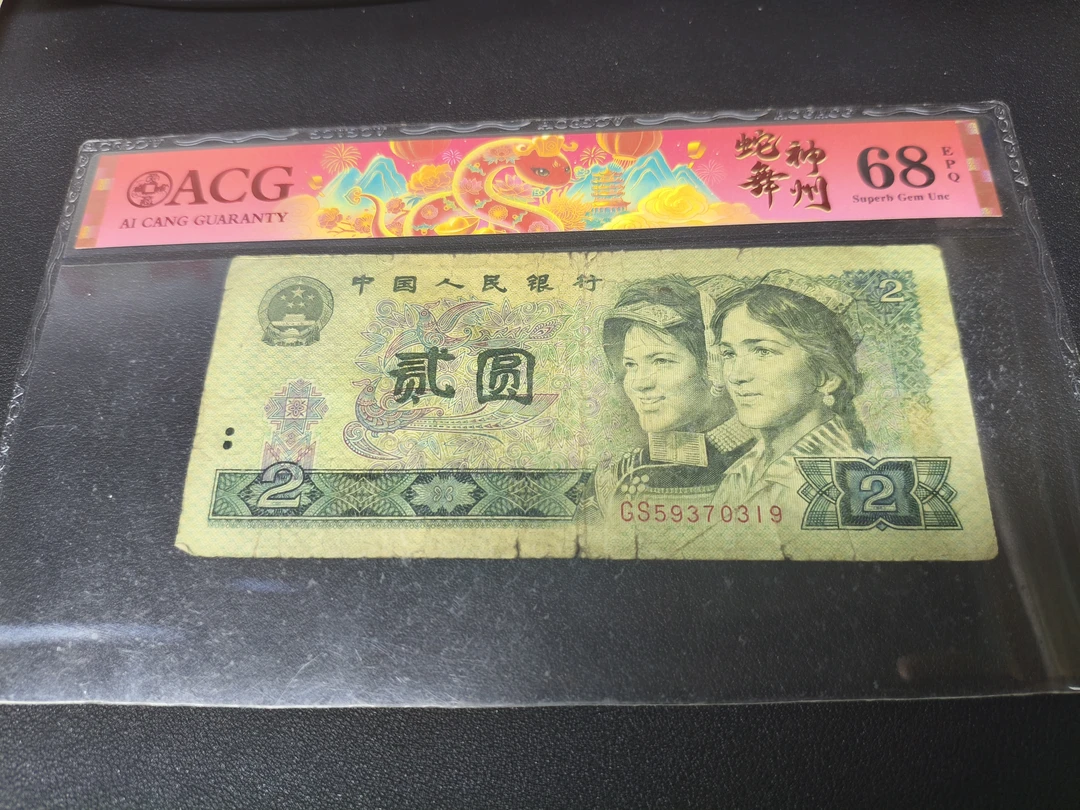 ACG
AI CANG GUARANTY
神州
蛇舞
68
EPQ
Superb Gem Unc
中国人民银行
2
贰圆
2
GS59370319
2